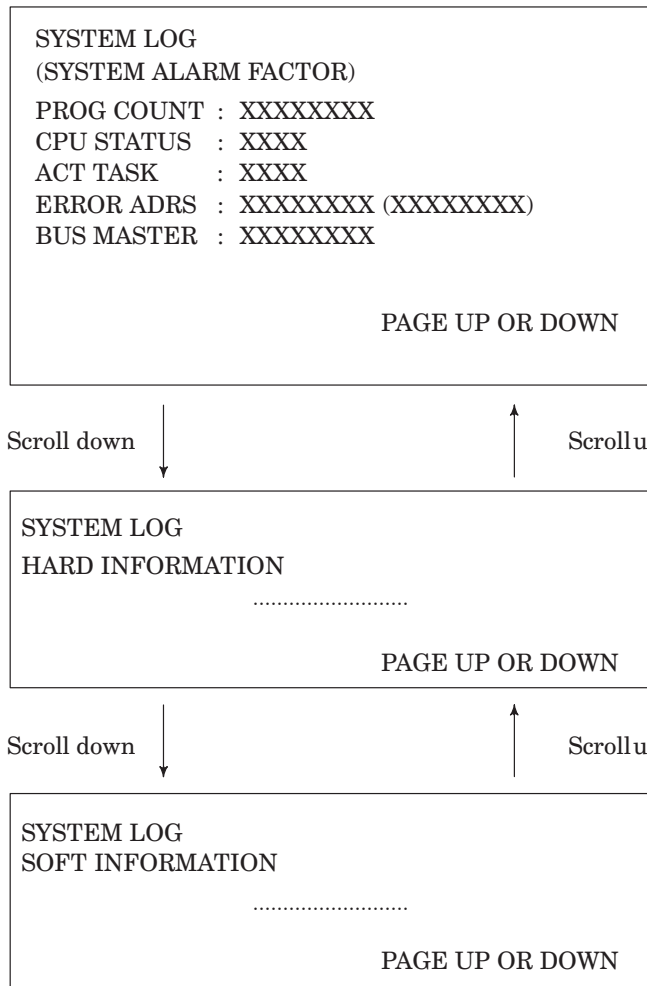 SYSTEM LOG
(SYSTEM ALARM FACTOR)
PROG COUNT : XXXXXXXX
CPU STATUS : XXXX
ACT TASK : XXXX
ERROR ADRS : XXXXXXXX (XXXXXXXX)
BUS MASTER : XXXXXXXX
PAGE UP OR DOWN
Scroll down Scroll u
SYSTEM LOG
HARD INFORMATION
..........................
PAGE UP OR DOWN
Scroll down Scroll u
SYSTEM LOG
SOFT INFORMATION
..........................
PAGE UP OR DOWN